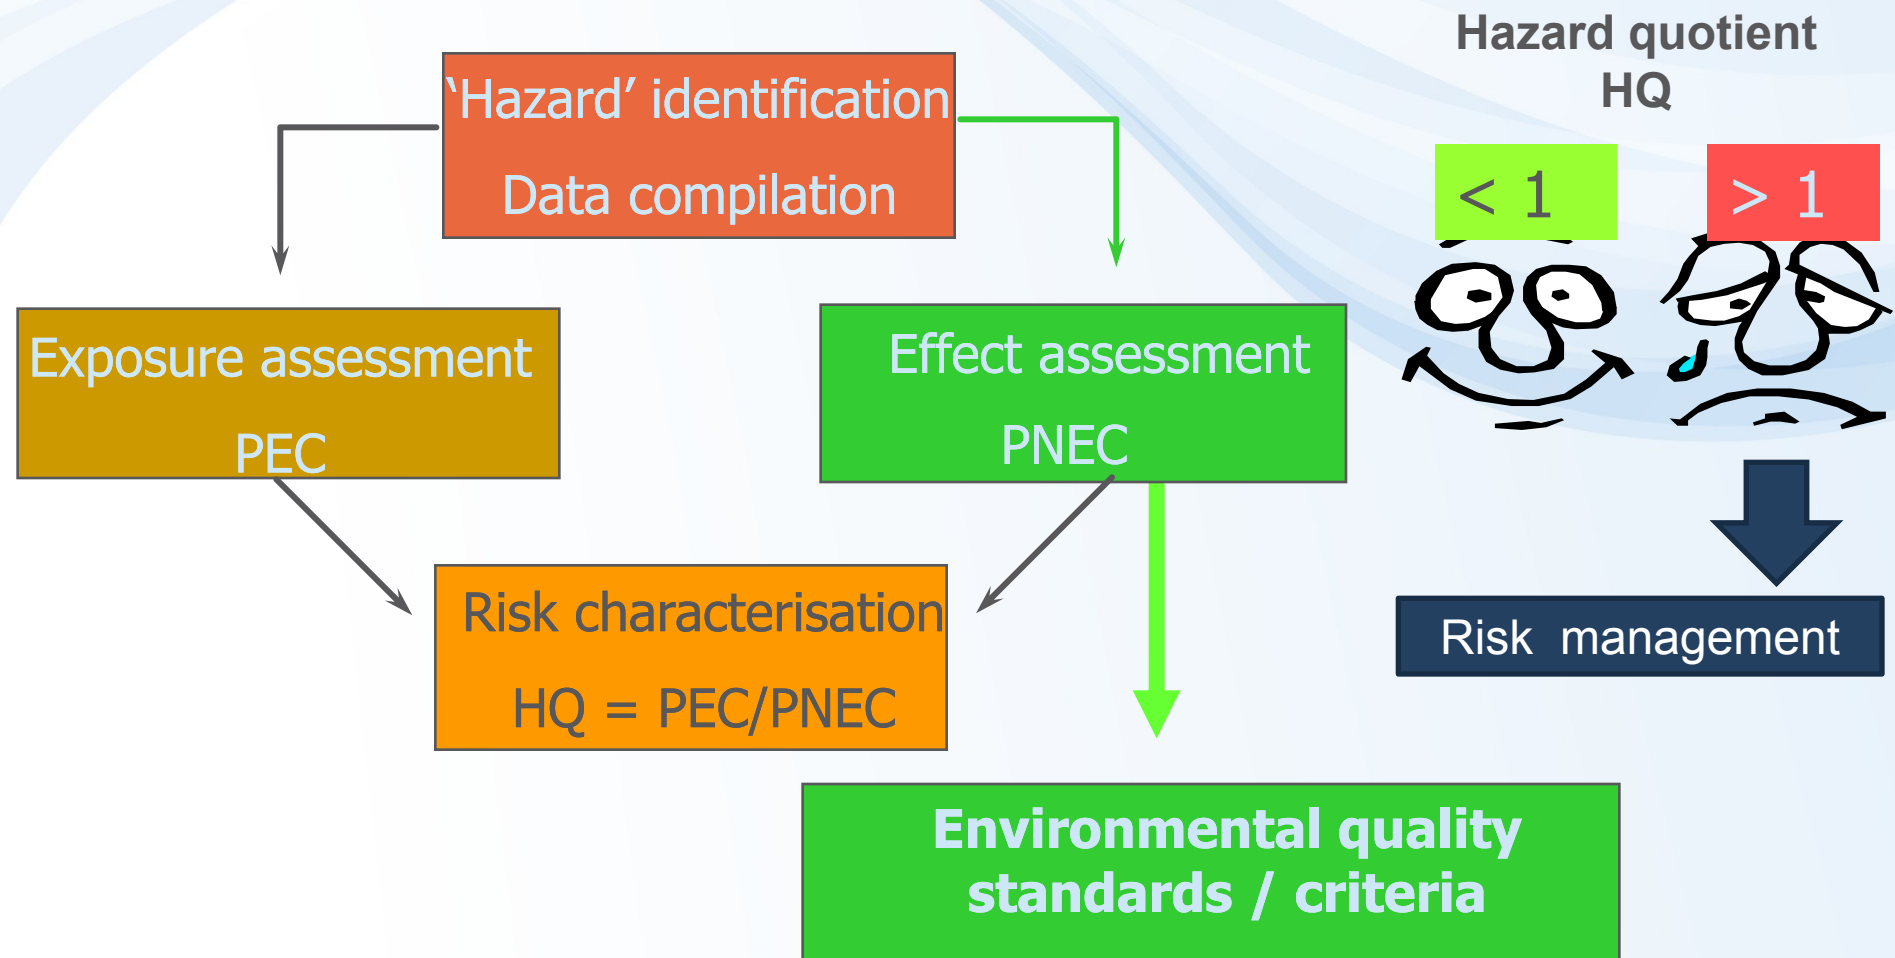 Hazard quotient
HQ
‘Hazard’ identification
Data compilation
< 1
> 1
Exposure assessment
PEC
Effect assessment
PNEC
Risk characterisation
HQ = PEC/PNEC
Risk management
Environmental quality
standards / criteria